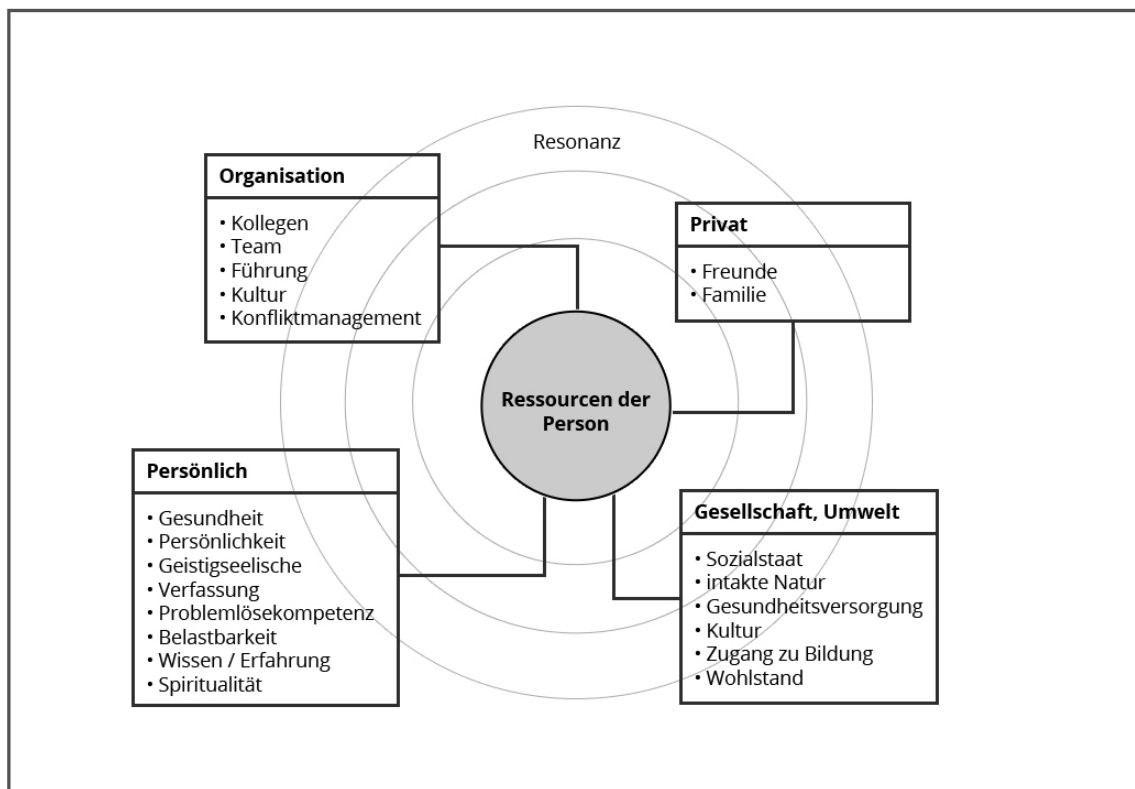 Resonanz
Organisation
• Kollegen
• Team
• Führung
• Kultur
• Konfliktmanagement
Privat
• Freunde
• Familie
Ressourcen der
Person
Persönlich
• Gesundheit
• Persönlichkeit
• Geistigseelische
• Verfassung
• Problemlösekompetenz
• Belastbarkeit
• Wissen / Erfahrung
• Spiritualität
Gesellschaft, Umwelt
• Sozialstaat
• intakte Natur
• Gesundheitsversorgung
• Kultur
• Zugang zu Bildung
• Wohlstand